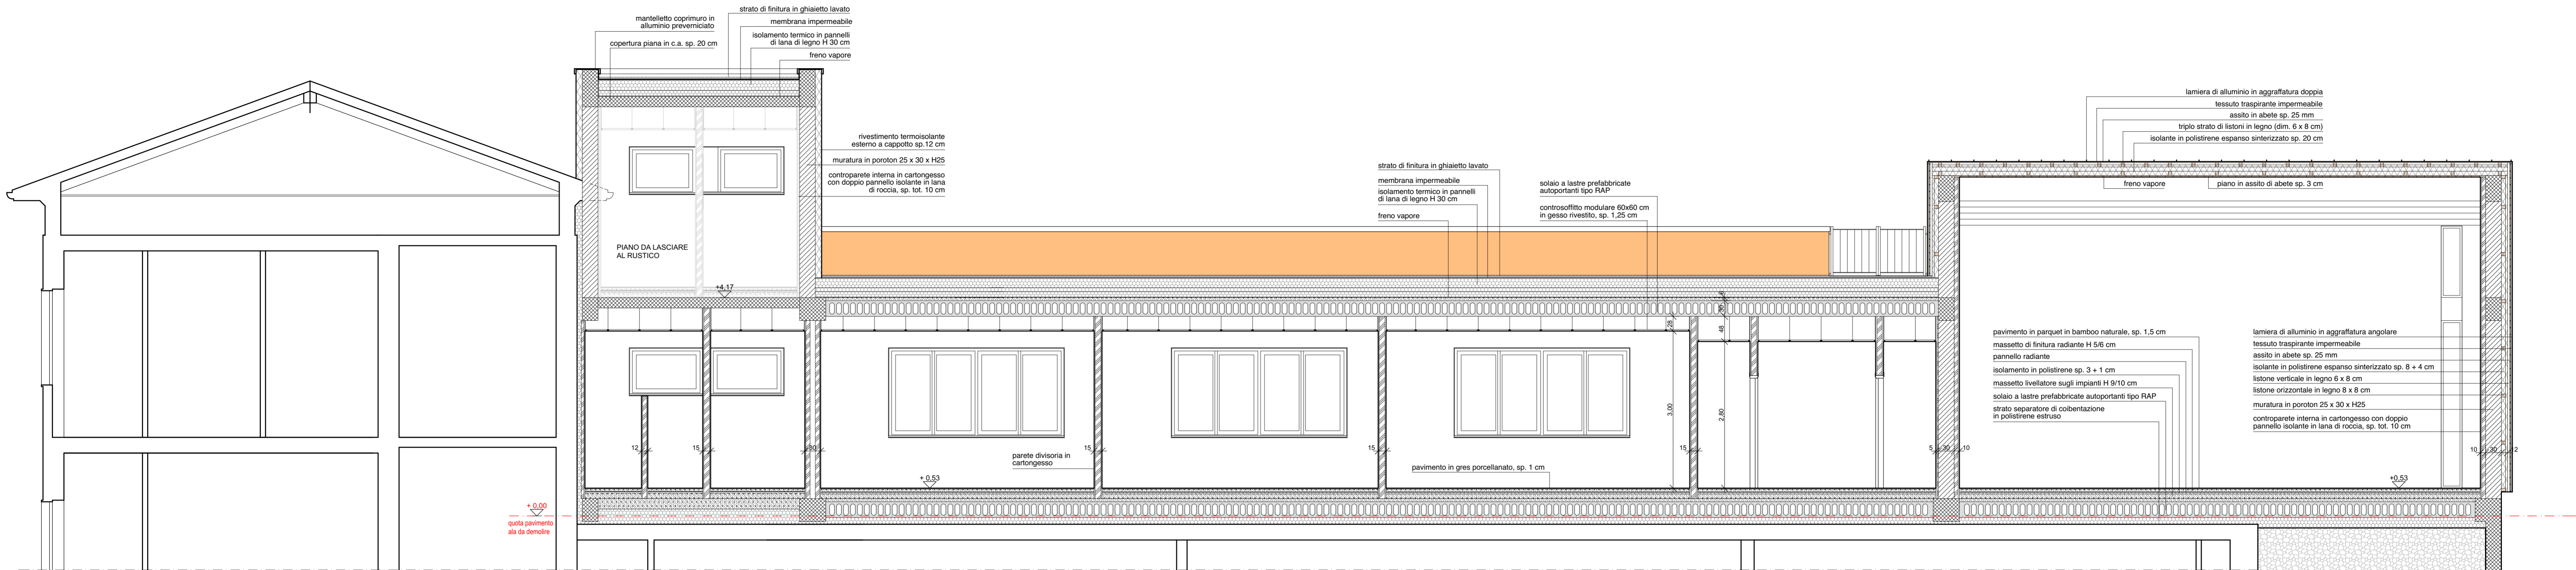 mantelletto coprimuro in
alluminio preverniciato
copertura piana in c.a. sp. 20 cm
strato di finitura in ghiaietto lavato
membrana impermeabile
isolamento termico in pannelli
di lana di legno H 30 cm
freno vapore
rivestimento termoisolante
esterno a cappotto sp.12 cm
muratura in poroton 25 x 30 x H25
controparete interna in cartongesso
con doppio pannello isolante in lana
di roccia, sp. tot. 10 cm
PIANO DA LASCIARE
AL RUSTICO
+4,17
strato di finitura in ghiaietto lavato
membrana impermeabile
isolamento termico in pannelli
di lana di legno H 30 cm
freno vapore
solaio a lastre prefabbricate
autoportanti tipo RAP
controsoffitto modulare 60x60 cm
in gesso rivestito, sp. 1,25 cm
lamiera di alluminio in aggraffatura doppia
tessuto traspirante impermeabile
assito in abete sp. 25 mm
triplo strato di listoni in legno (dim. 6 x 8 cm)
isolante in polistirene espanso sinterizzato sp. 20 cm
freno vapore
piano in assito di abete sp. 3 cm
28
48
3,00
2,80
pavimento in parquet in bamboo naturale, sp. 1,5 cm
massetto di finitura radiante H 5/6 cm
pannello radiante
isolamento in polistirene sp. 3 + 1 cm
massetto livellatore sugli impianti H 9/10 cm
solaio a lastre prefabbricate autoportanti tipo RAP
strato separatore di coibentazione
in polistirene estruso
lamiera di alluminio in aggraffatura angolare
tessuto traspirante impermeabile
assito in abete sp. 25 mm
isolante in polistirene espanso sinterizzato sp. 8 + 4 cm
listone verticale in legno 6 x 8 cm
listone orizzontale in legno 8 x 8 cm
muratura in poroton 25 x 30 x H25
controparete interna in cartongesso con doppio
pannello isolante in lana di roccia, sp. tot. 10 cm
12
15
30
15
15
15
5
30
10
10
30
2
parete divisoria in
cartongesso
pavimento in gres porcellanato, sp. 1 cm
+ 0,53
+0,53
+ 0,00
quota pavimento
ala da demolire